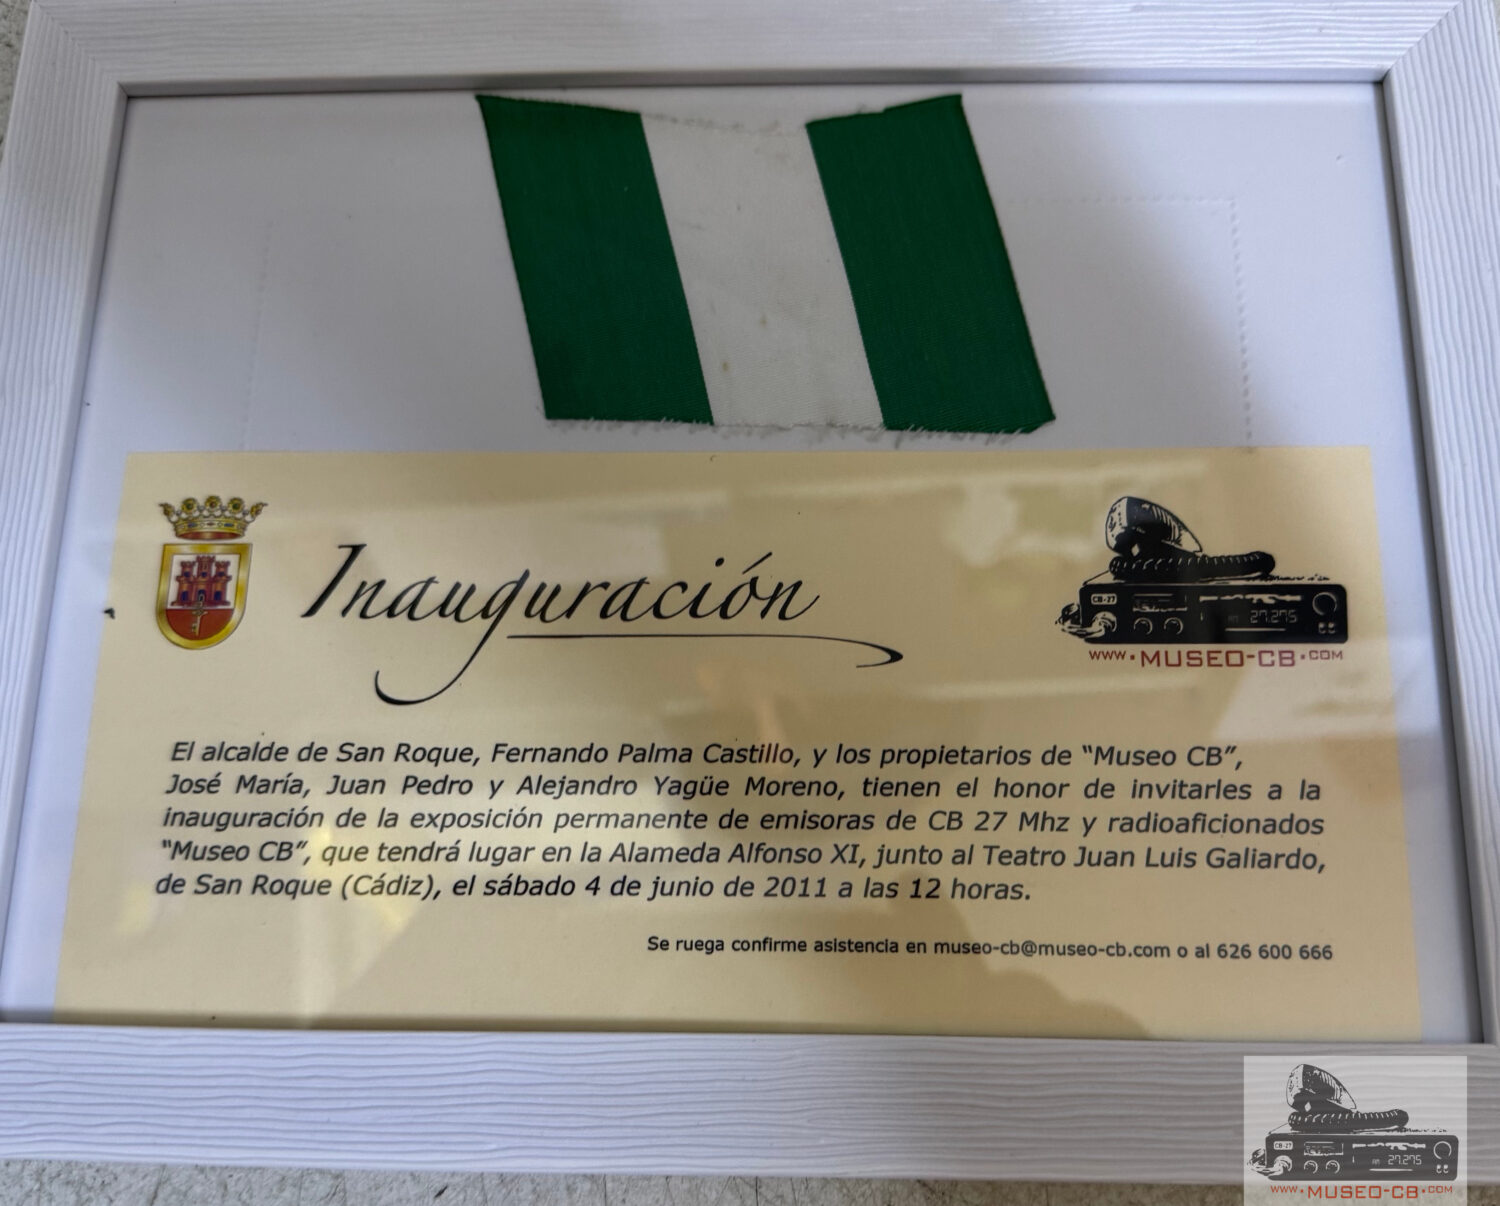 Inauguración
CB-27
AM 27.275
www.MUSEO-CB.COM
El alcalde de San Roque, Fernando Palma Castillo, y los propietarios de “Museo CB”,
José María, Juan Pedro y Alejandro Yagüe Moreno, tienen el honor de invitarles a la
inauguración de la exposición permanente de emisoras de CB 27 Mhz y radioaficionados
“Museo CB”, que tendrá lugar en la Alameda Alfonso XI, junto al Teatro Juan Luis Galiardo,
de San Roque (Cádiz), el sábado 4 de junio de 2011 a las 12 horas.
Se ruega confirme asistencia en museo-cb@museo-cb.com o al 626 600 666
CB-27
AM 27.275
www.MUSEO-CB.COM